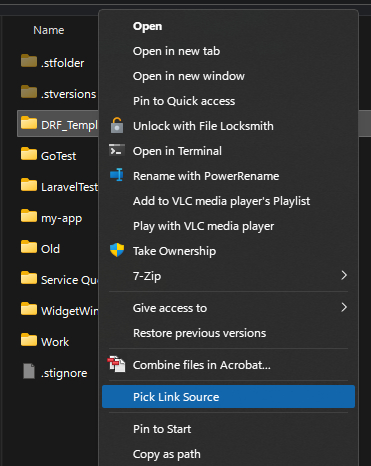 Name
.stfolder
.stversions
DRF_Templ
GoTest
LaravelTest
my-app
Old
Service Qu
WidgetWin
Work
.stignore
Open
Open in new tab
Open in new window
Pin to Quick access
Unlock with File Locksmith
Open in Terminal
Rename with PowerRename
Add to VLC media player's Playlist
Play with VLC media player
Take Ownership
7-Zip
Give access to
Restore previous versions
Combine files in Acrobat...
Pick Link Source
Pin to Start
Copy as path